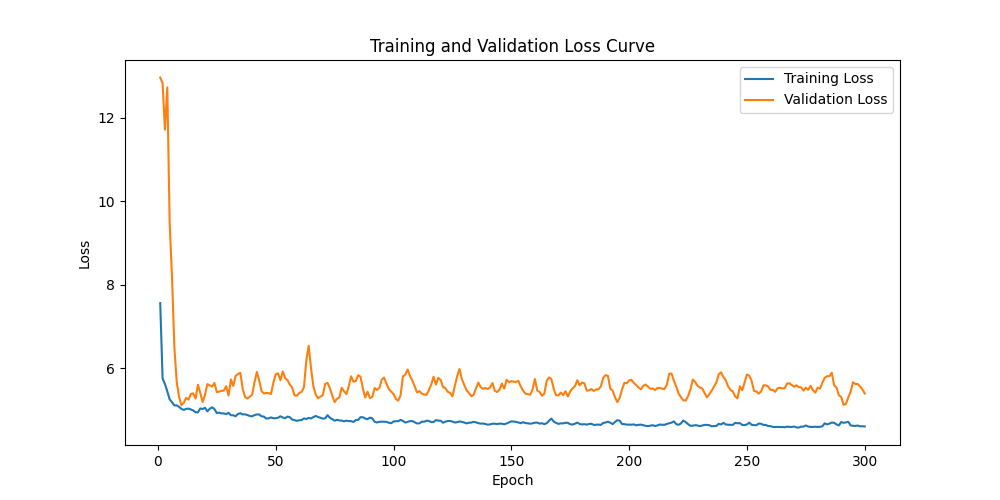 Training and Validation Loss Curve
Training Loss
Validation Loss
Loss
12
10
8
6
0
50
100
150
200
250
300
Epoch